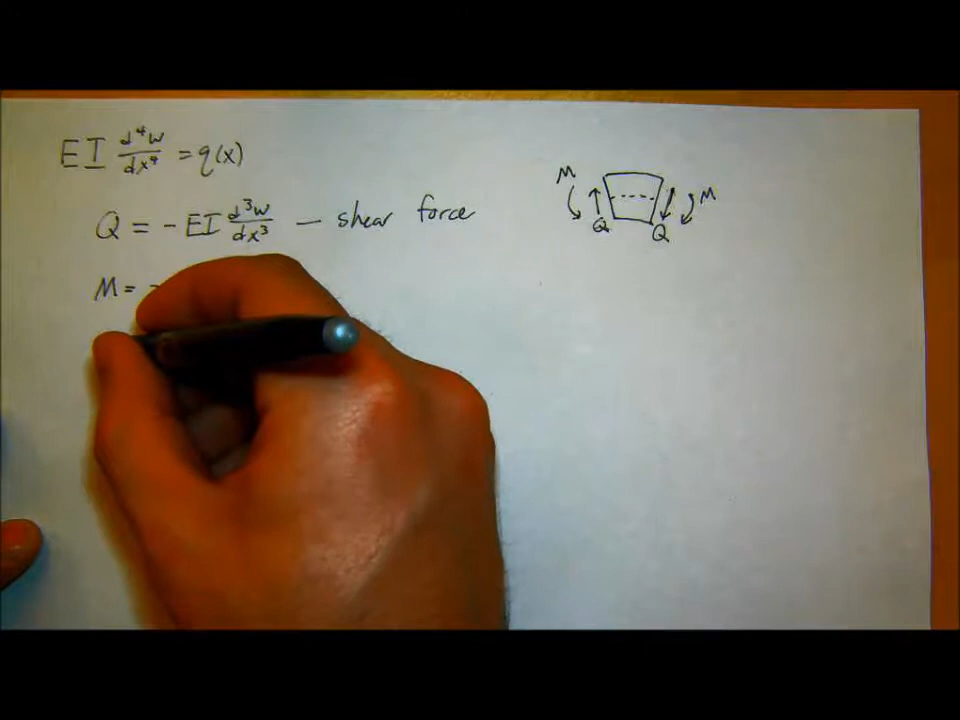 EI d⁴w/dx⁴ = q(x)
Q = - EI d³w/dx³ — shear force
M = -
M Q Q M